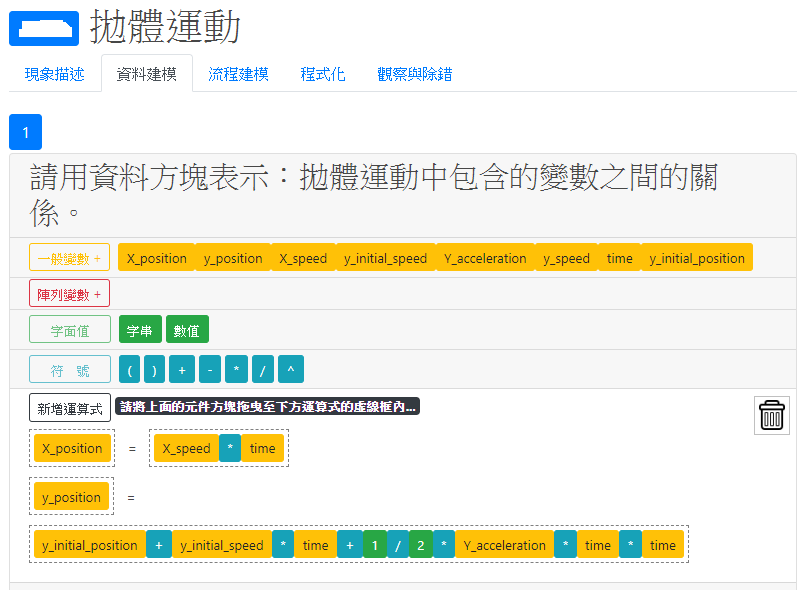 拋體運動
現象描述 資料建模 流程建模 程式化 觀察與除錯
1
請用資料方塊表示：拋體運動中包含的變數之間的關
係。
一般變數 + X_position y_position X_speed y_initial_speed Y_acceleration y_speed time y_initial_position
陣列變數 +
字面值 字串 數值
符 號 ( ) + - * / ^
新增運算式 請將上面的元件方塊拖曳至下方運算式的虛線框內...
X_position = X_speed * time
y_position =
y_initial_position + y_initial_speed * time + 1 / 2 * Y_acceleration * time * time